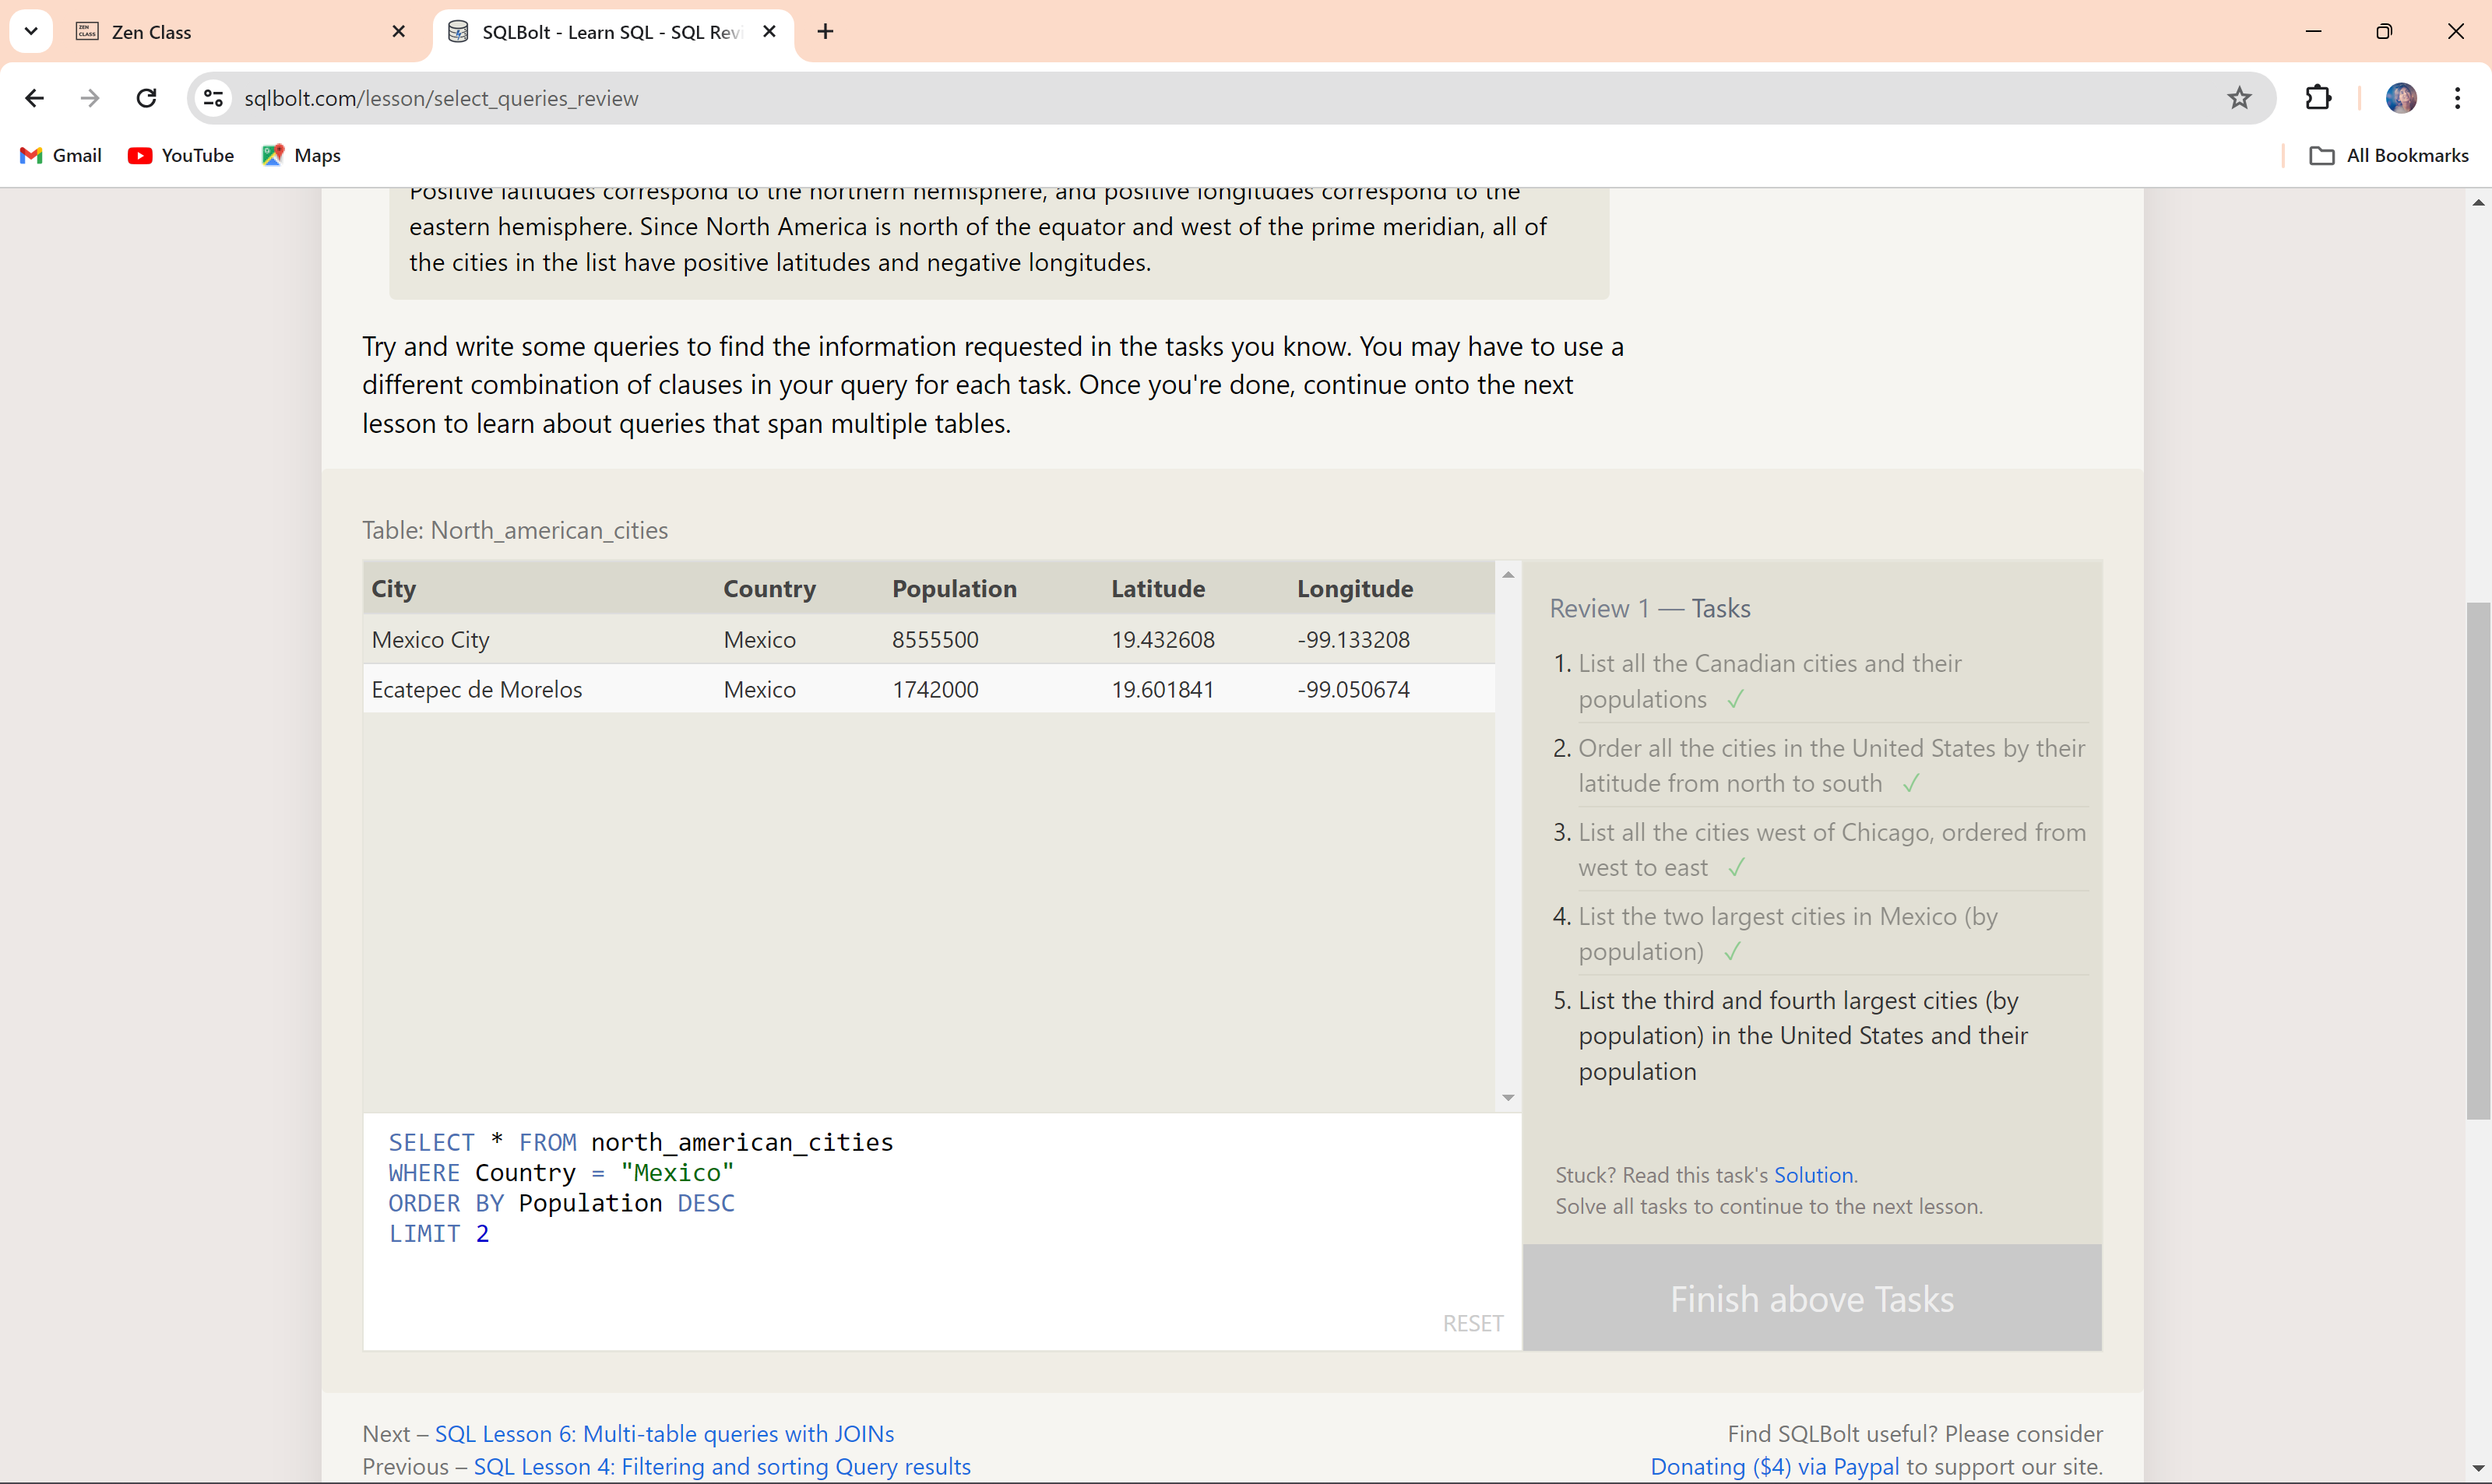 Zen Class
SQLBolt - Learn SQL - SQL Rev
sqlbolt.com/lesson/select_queries_review
Gmail
YouTube
Maps
All Bookmarks
Positive latitudes correspond to the northern hemisphere, and positive longitudes correspond to the
eastern hemisphere. Since North America is north of the equator and west of the prime meridian, all of
the cities in the list have positive latitudes and negative longitudes.
Try and write some queries to find the information requested in the tasks you know. You may have to use a
different combination of clauses in your query for each task. Once you're done, continue onto the next
lesson to learn about queries that span multiple tables.
Table: North_american_cities
City Country Population Latitude Longitude
Mexico City Mexico 8555500 19.432608 -99.133208
Ecatepec de Morelos Mexico 1742000 19.601841 -99.050674
SELECT * FROM north_american_cities
WHERE Country = "Mexico"
ORDER BY Population DESC
LIMIT 2
RESET
Review 1 — Tasks
1. List all the Canadian cities and their
populations ✓
2. Order all the cities in the United States by their
latitude from north to south ✓
3. List all the cities west of Chicago, ordered from
west to east ✓
4. List the two largest cities in Mexico (by
population) ✓
5. List the third and fourth largest cities (by
population) in the United States and their
population
Stuck? Read this task's Solution.
Solve all tasks to continue to the next lesson.
Finish above Tasks
Next – SQL Lesson 6: Multi-table queries with JOINs
Previous – SQL Lesson 4: Filtering and sorting Query results
Find SQLBolt useful? Please consider
Donating ($4) via Paypal to support our site.